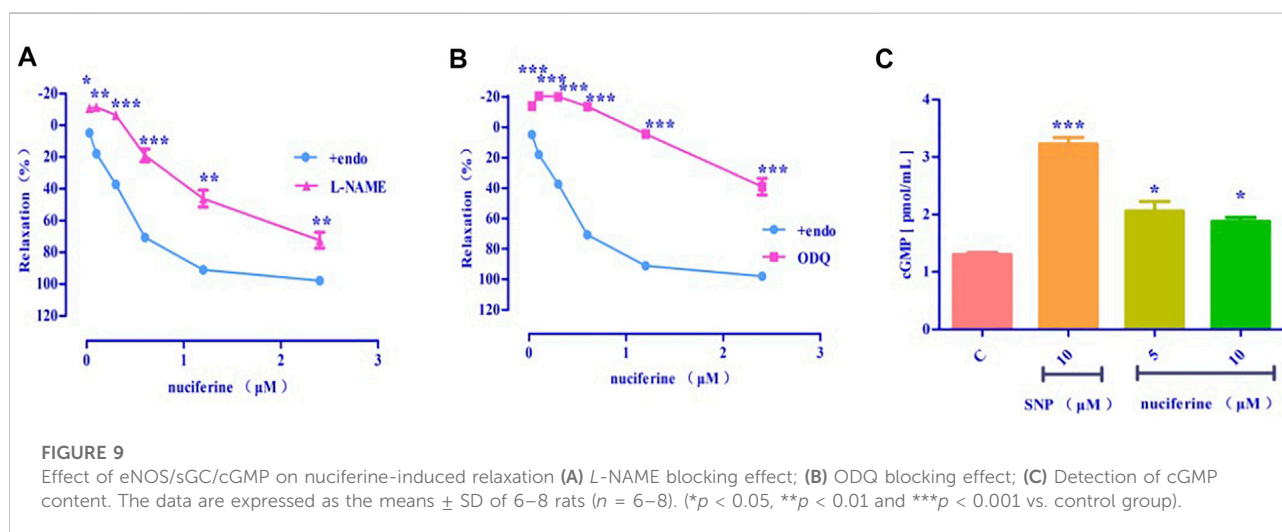 A
* ** *** *** ** **
-20
0
20
40
60
80
100
120
Relaxation (%)
+endo
L-NAME
0 1 2 3
nuciferine (μM)
B
*** *** *** *** *** ***
-20
0
20
40
60
80
100
120
Relaxation (%)
+endo
ODQ
0 1 2 3
nuciferine (μM)
C
4
3
2
1
0
cGMP [ pmol/mL ]
*** * *
C 10 5 10
SNP (μM) nuciferine (μM)
FIGURE 9
Effect of eNOS/sGC/cGMP on nuciferine-induced relaxation (A) L-NAME blocking effect; (B) ODQ blocking effect; (C) Detection of cGMP
content. The data are expressed as the means ± SD of 6–8 rats (n = 6–8). (*p < 0.05, **p < 0.01 and ***p < 0.001 vs. control group).